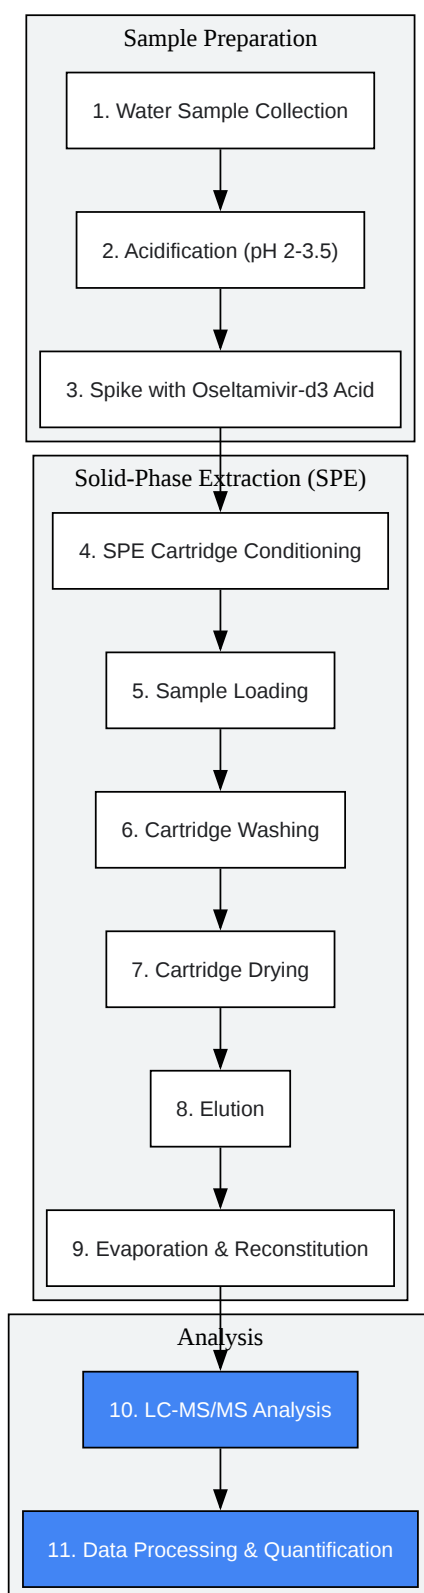 Sample Preparation
1. Water Sample Collection
2. Acidification (pH 2-3.5)
3. Spike with Oseltamivir-d3 Acid
Solid-Phase Extraction (SPE)
4. SPE Cartridge Conditioning
5. Sample Loading
6. Cartridge Washing
7. Cartridge Drying
8. Elution
9. Evaporation & Reconstitution
Analysis
10. LC-MS/MS Analysis
11. Data Processing & Quantification